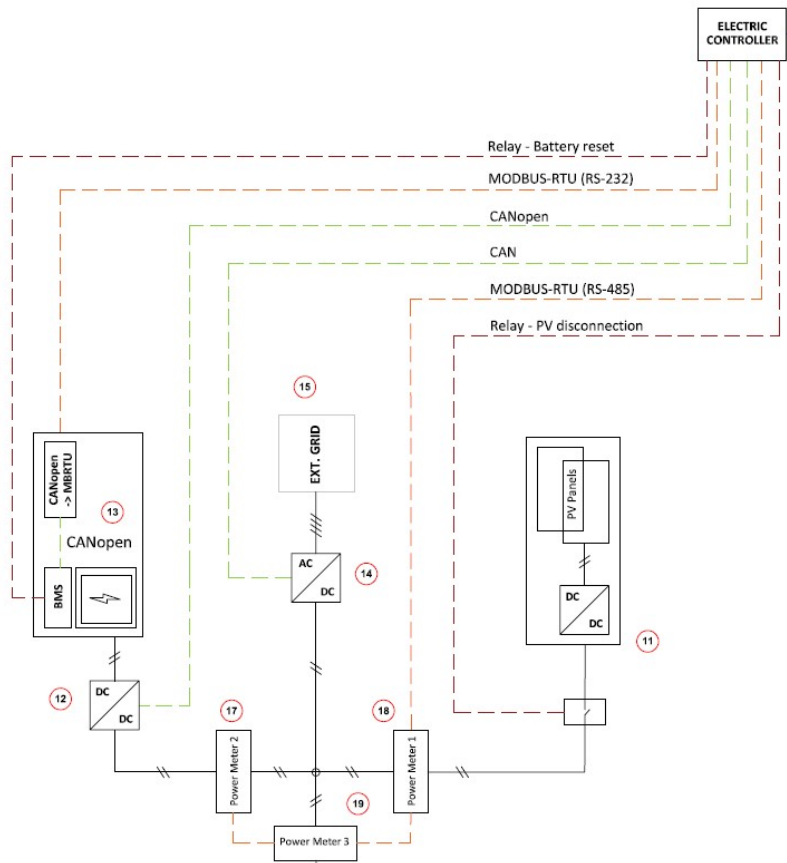 ELECTRIC
CONTROLLER
Relay - Battery reset
MODBUS-RTU (RS-232)
CANopen
CAN
MODBUS-RTU (RS-485)
Relay - PV disconnection
15
EXT. GRID
CANopen
-> MBRTU
13
CANopen
BMS
PV Panels
AC
DC
14
DC
DC
11
12
DC
DC
17
18
Power Meter 2
Power Meter 1
19
Power Meter 3